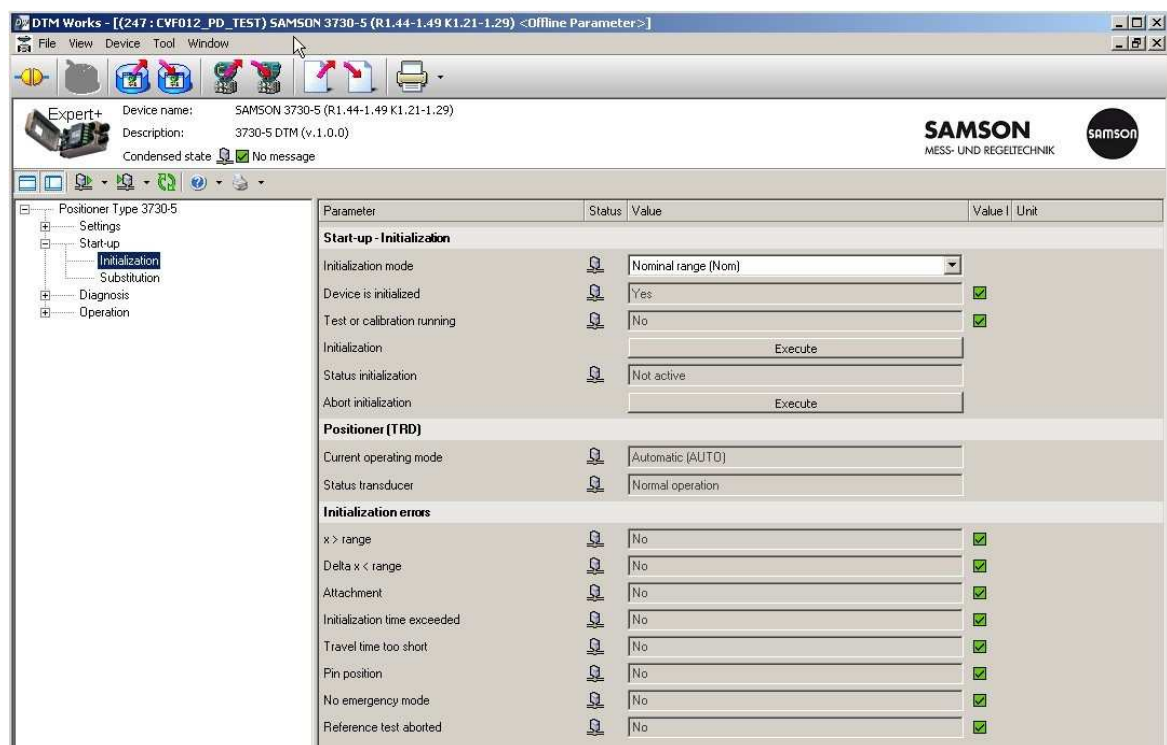 DTM Works - [(247 : CVF012_PD_TEST) SAMSON 3730-5 (R1.44-1.49 K1.21-1.29) <Offline Parameter>]
File View Device Tool Window
Expert+
Device name: SAMSON 3730-5 (R1.44-1.49 K1.21-1.29)
Description: 3730-5 DTM (v.1.0.0)
Condensed state No message
SAMSON
MESS- UND REGELTECHNIK
samson
Positioner Type 3730-5
Settings
Start-up
Initialization
Substitution
Diagnosis
Operation
Parameter Status Value Value I Unit
Start-up - Initialization
Initialization mode Nominal range (Nom)
Device is initialized Yes
Test or calibration running No
Initialization Execute
Status initialization Not active
Abort initialization Execute
Positioner (TRD)
Current operating mode Automatic (AUTO)
Status transducer Normal operation
Initialization errors
x > range No
Delta x < range No
Attachment No
Initialization time exceeded No
Travel time too short No
Pin position No
No emergency mode No
Reference test aborted No